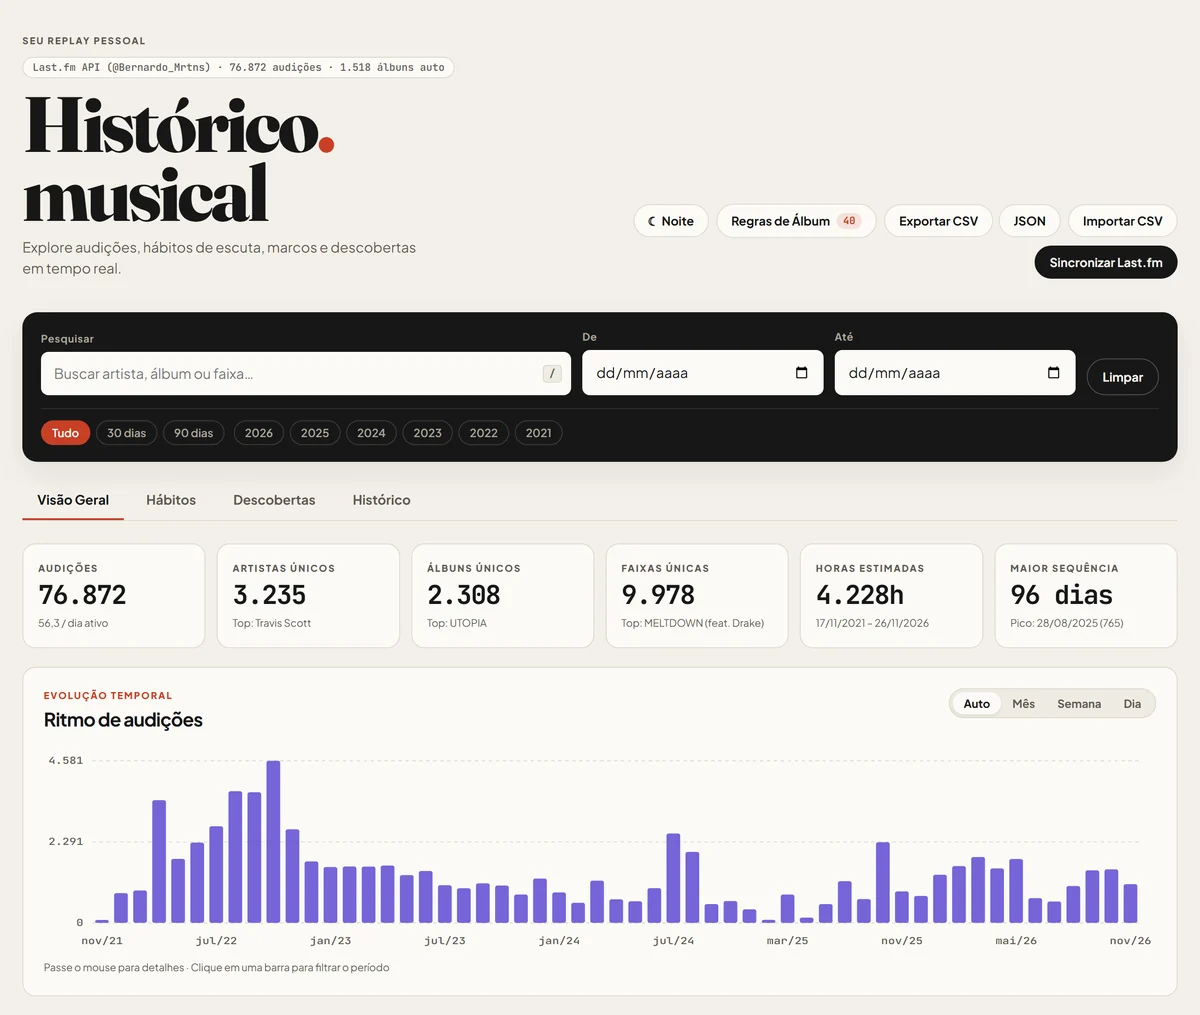 SEU REPLAY PESSOAL
Last.fm API (@Bernardo_Mrtns) · 76.872 audições · 1.518 álbuns auto
Histórico.
musical
Explore audições, hábitos de escuta, marcos e descobertas
em tempo real.
☾ Noite
Regras de Álbum 40
Exportar CSV
JSON
Importar CSV
Sincronizar Last.fm
Pesquisar
Buscar artista, álbum ou faixa… /
De
dd/mm/aaaa
Até
dd/mm/aaaa
Limpar
Tudo
30 dias
90 dias
2026
2025
2024
2023
2022
2021
Visão Geral
Hábitos
Descobertas
Histórico
AUDIÇÕES
76.872
56,3 / dia ativo
ARTISTAS ÚNICOS
3.235
Top: Travis Scott
ÁLBUNS ÚNICOS
2.308
Top: UTOPIA
FAIXAS ÚNICAS
9.978
Top: MELTDOWN (feat. Drake)
HORAS ESTIMADAS
4.228h
17/11/2021 – 26/11/2026
MAIOR SEQUÊNCIA
96 dias
Pico: 28/08/2025 (765)
EVOLUÇÃO TEMPORAL
Ritmo de audições
Auto
Mês
Semana
Dia
4.581
2.291
0
nov/21
jul/22
jan/23
jul/23
jan/24
jul/24
mar/25
nov/25
mai/26
nov/26
Passe o mouse para detalhes · Clique em uma barra para filtrar o período